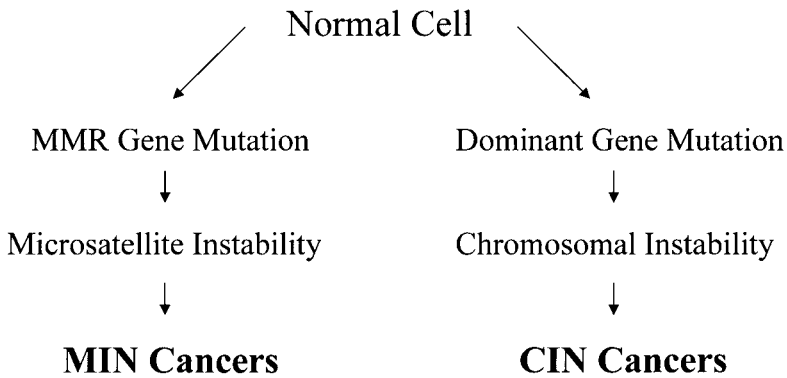 Normal Cell
MMR Gene Mutation
Dominant Gene Mutation
Microsatellite Instability
Chromosomal Instability
MIN Cancers
CIN Cancers